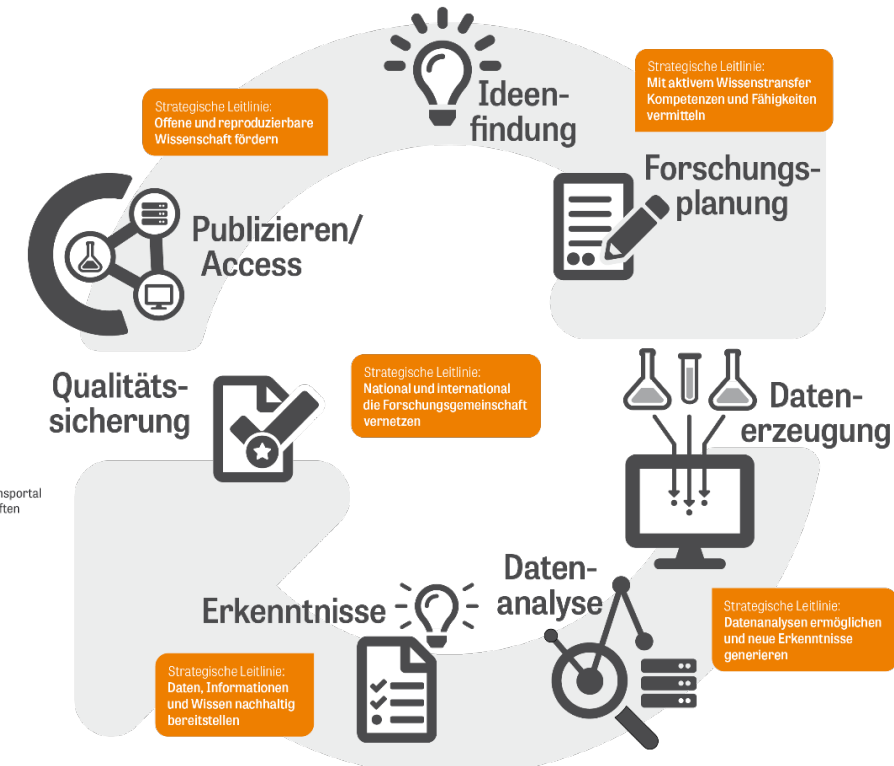 Ideen-
findung
Strategische Leitlinie:
Mit aktivem Wissenstransfer
Kompetenzen und Fähigkeiten
vermitteln
Strategische Leitlinie:
Offene und reproduzierbare
Wissenschaft fördern
Forschungs-
planung
Publizieren/
Access
Strategische Leitlinie:
National und international
die Forschungsgemeinschaft
vernetzen
Qualitäts-
sicherung
Daten-
erzeugung
Daten-
analyse
Erkenntnisse
Strategische Leitlinie:
Datenanalysen ermöglichen
und neue Erkenntnisse
generieren
Strategische Leitlinie:
Daten, Informationen
und Wissen nachhaltig
bereitstellen